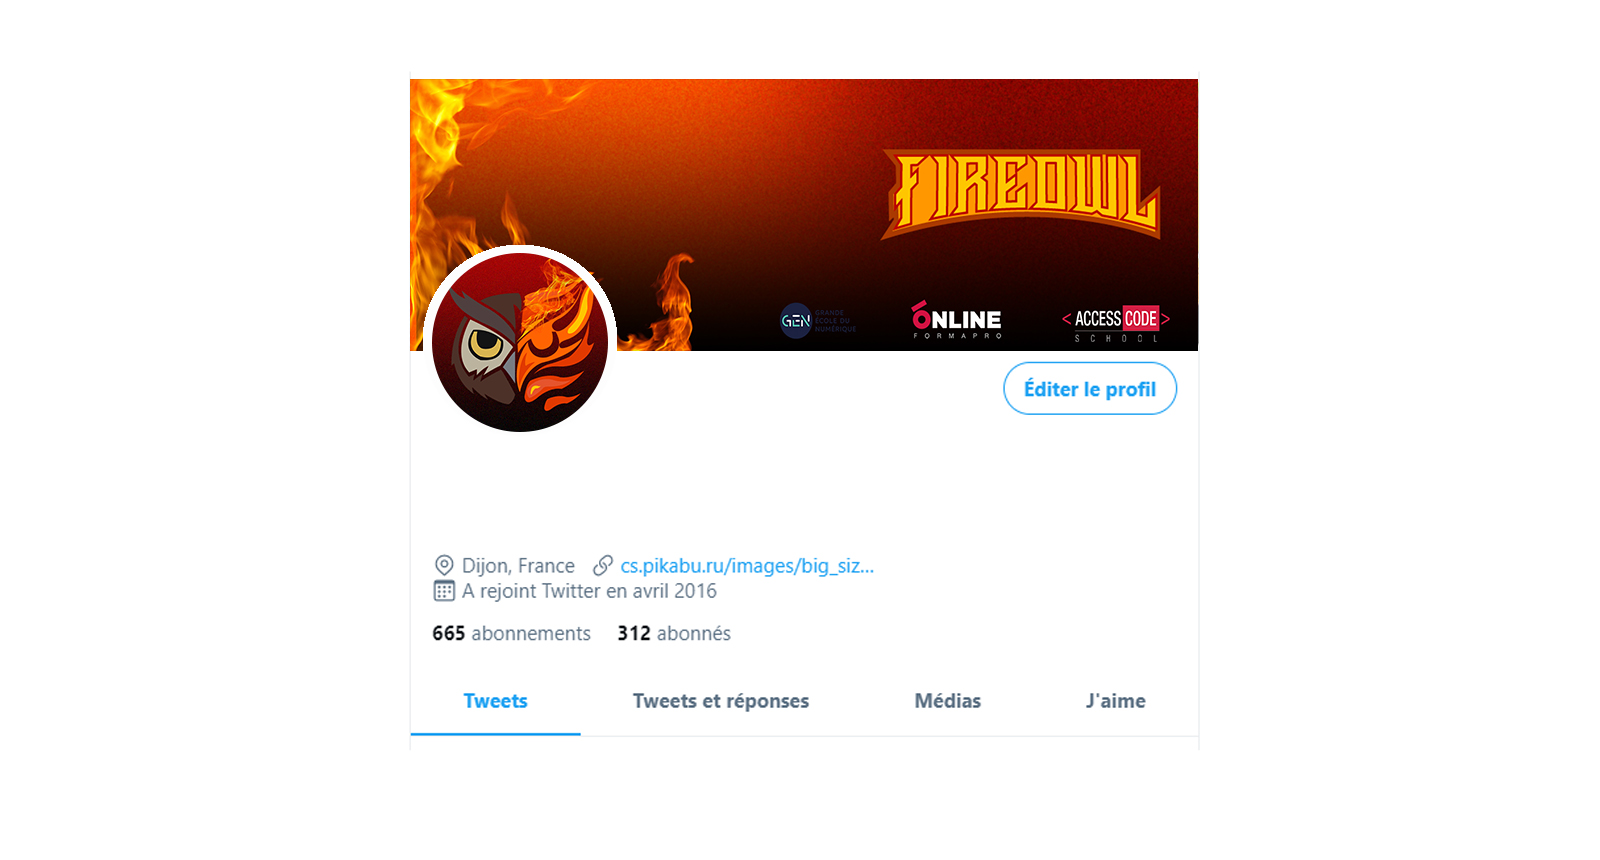 FIREOWL
GEN GRANDE
ÉCOLE DU
NUMÉRIQUE
ONLINE
FORMAPRO
<ACCESS CODE>
SCHOOL
Éditer le profil
Dijon, France cs.pikabu.ru/images/big_siz...
A rejoint Twitter en avril 2016
665 abonnements 312 abonnés
Tweets Tweets et réponses Médias J'aime